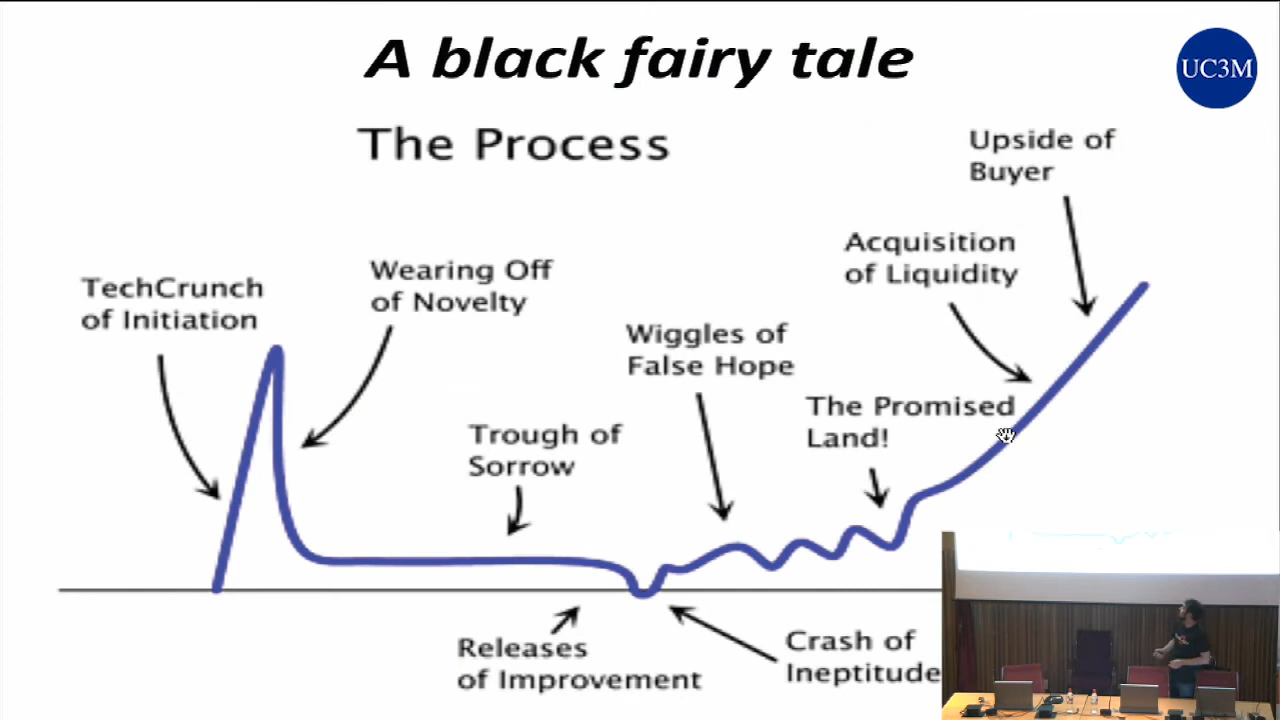 A black fairy tale
UC3M
The Process
Upside of
Buyer
Acquisition
of Liquidity
TechCrunch
of Initiation
Wearing Off
of Novelty
Wiggles of
False Hope
The Promised
Land!
Trough of
Sorrow
Releases
of Improvement
Crash of
Ineptitude